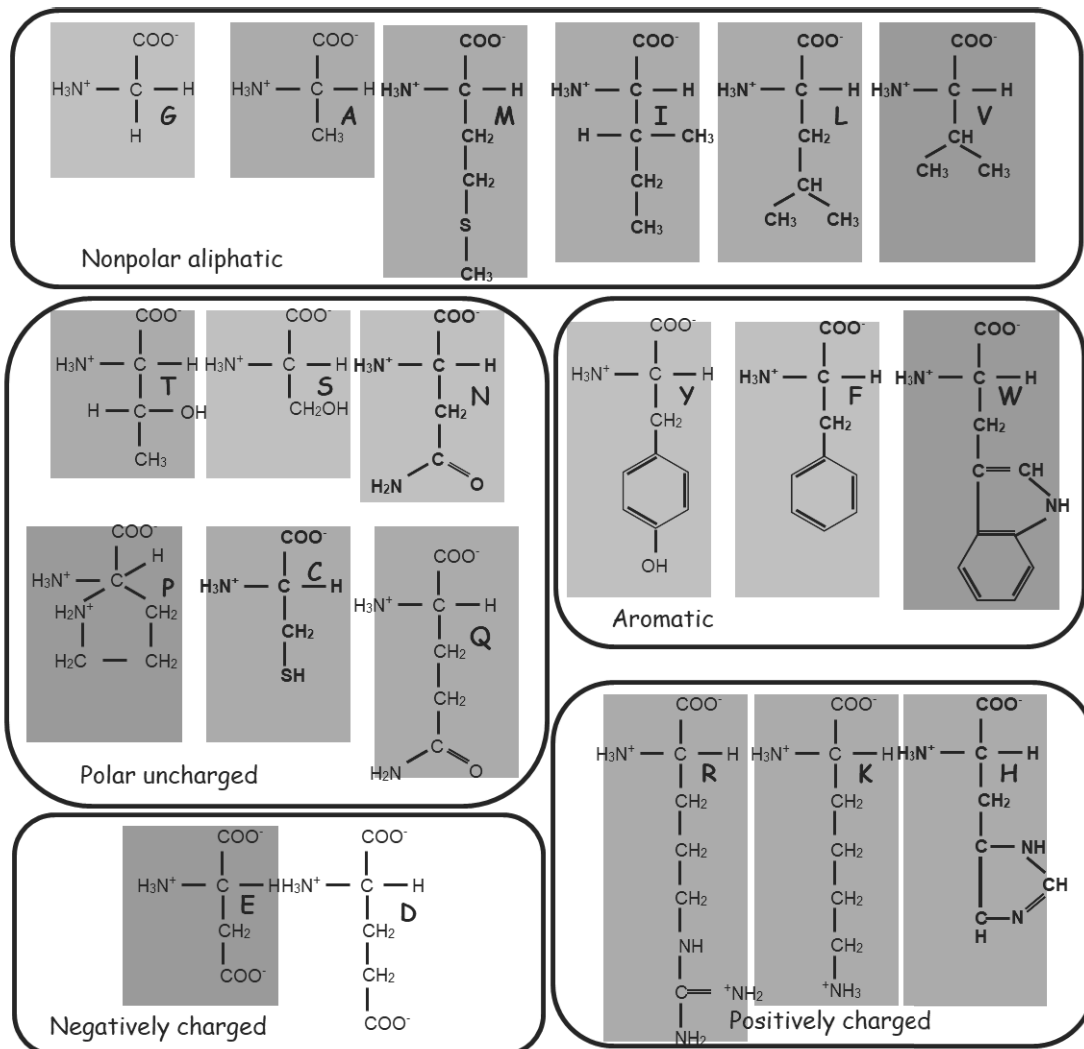 COO⁻ COO⁻ COO⁻ COO⁻ COO⁻ COO⁻
H₃N⁺ C H H₃N⁺ C H H₃N⁺ C H H₃N⁺ C H H₃N⁺ C H H₃N⁺ C H
G A M I L V
H CH₃ CH₂ H C CH₃ CH₂ CH
CH₃ CH₃
CH₂ CH₂ CH
S CH₃ CH₃ CH₃
CH₃
Nonpolar aliphatic
COO⁻ COO⁻ COO⁻
H₃N⁺ C H H₃N⁺ C H H₃N⁺ C H
T S N
H C OH CH₂OH CH₂
CH₃ C
H₂N O
COO⁻ COO⁻ COO⁻
H
H₃N⁺ C P H₃N⁺ C C H H₃N⁺ C H
H₂N⁺ CH₂ CH₂ Q
H₂C CH₂ SH CH₂
CH₂
C
H₂N O
Polar uncharged
COO⁻ COO⁻ COO⁻
H₃N⁺ C H H₃N⁺ C H H₃N⁺ C H
Y F W
CH₂ CH₂ CH₂
C CH
NH
OH
Aromatic
COO⁻ COO⁻
H₃N⁺ C H H₃N⁺ C H
E D
CH₂ CH₂
COO⁻ CH₂
COO⁻
Negatively charged
COO⁻ COO⁻ COO⁻
H₃N⁺ C H H₃N⁺ C H H₃N⁺ C H
R K H
CH₂ CH₂ CH₂
CH₂ CH₂ C NH
CH
CH₂ CH₂ CH N
H
NH CH₂
C ⁺NH₂ ⁺NH₃
NH₂
Positively charged